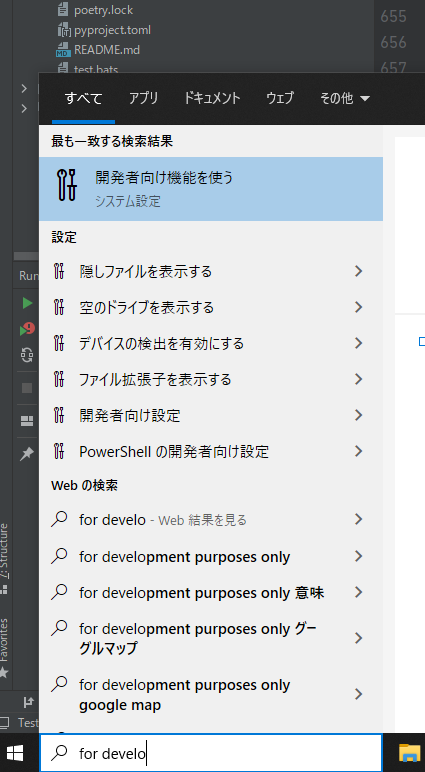 poetry.lock
pyproject.toml
README.md
test.bats
655
656
657
すべて アプリ ドキュメント ウェブ その他
最も一致する検索結果
開発者向け機能を使う
システム設定
設定
隠しファイルを表示する
空のドライブを表示する
デバイスの検出を有効にする
ファイル拡張子を表示する
開発者向け設定
PowerShell の開発者向け設定
Web の検索
for develo - Web 結果を見る
for development purposes only
for development purposes only 意味
for development purposes only グー
グルマップ
for development purposes only
google map
for develo
Run
9
7: Structure
Favorites
Test